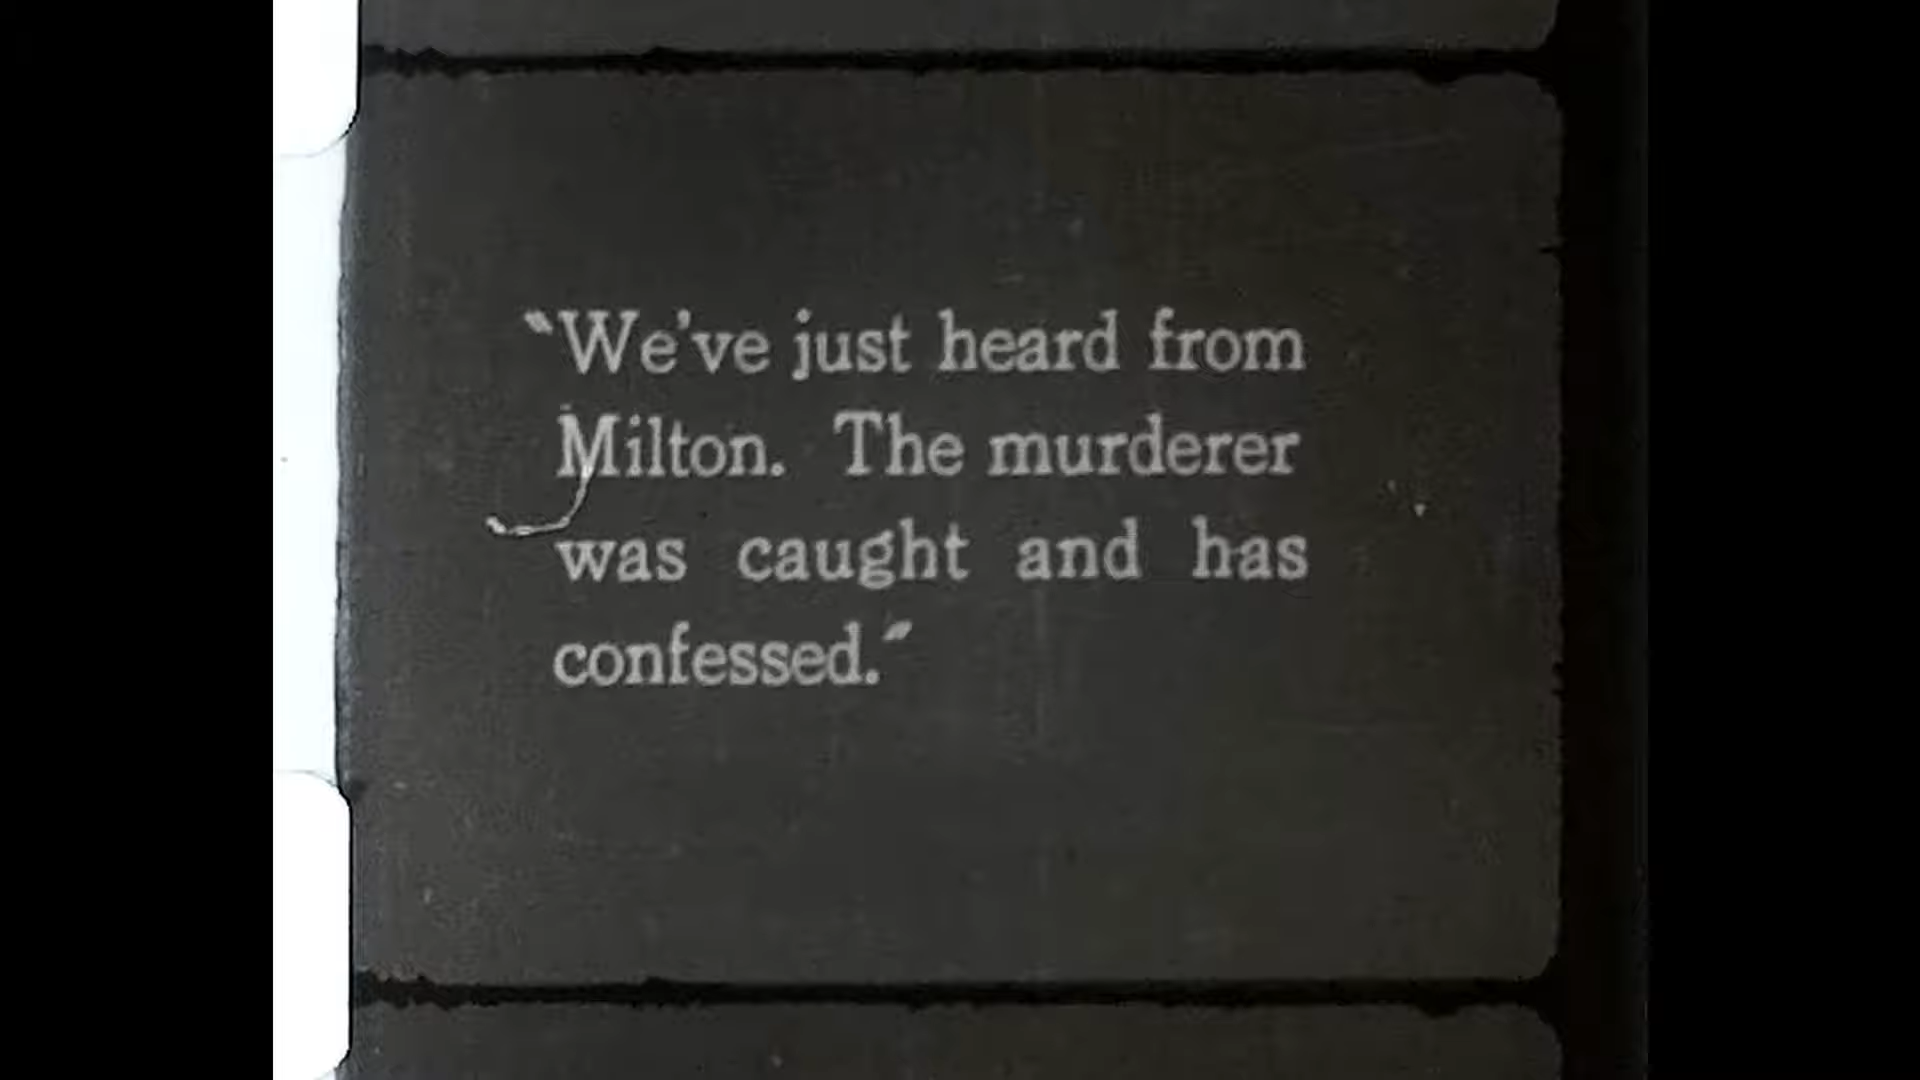 "We've just heard from
Milton. The murderer
was caught and has
confessed."